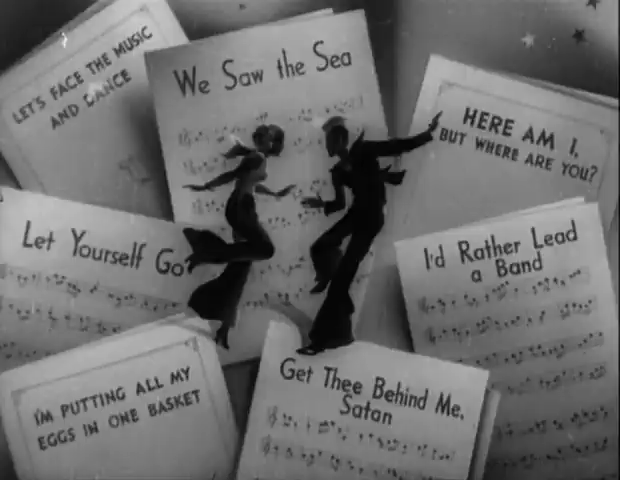 LET'S FACE THE MUSIC
AND DANCE
We Saw the Sea
HERE AM I,
BUT WHERE ARE YOU?
Let Yourself Go
I'd Rather Lead
a Band
I'M PUTTING ALL MY
EGGS IN ONE BASKET
Get Thee Behind Me,
Satan